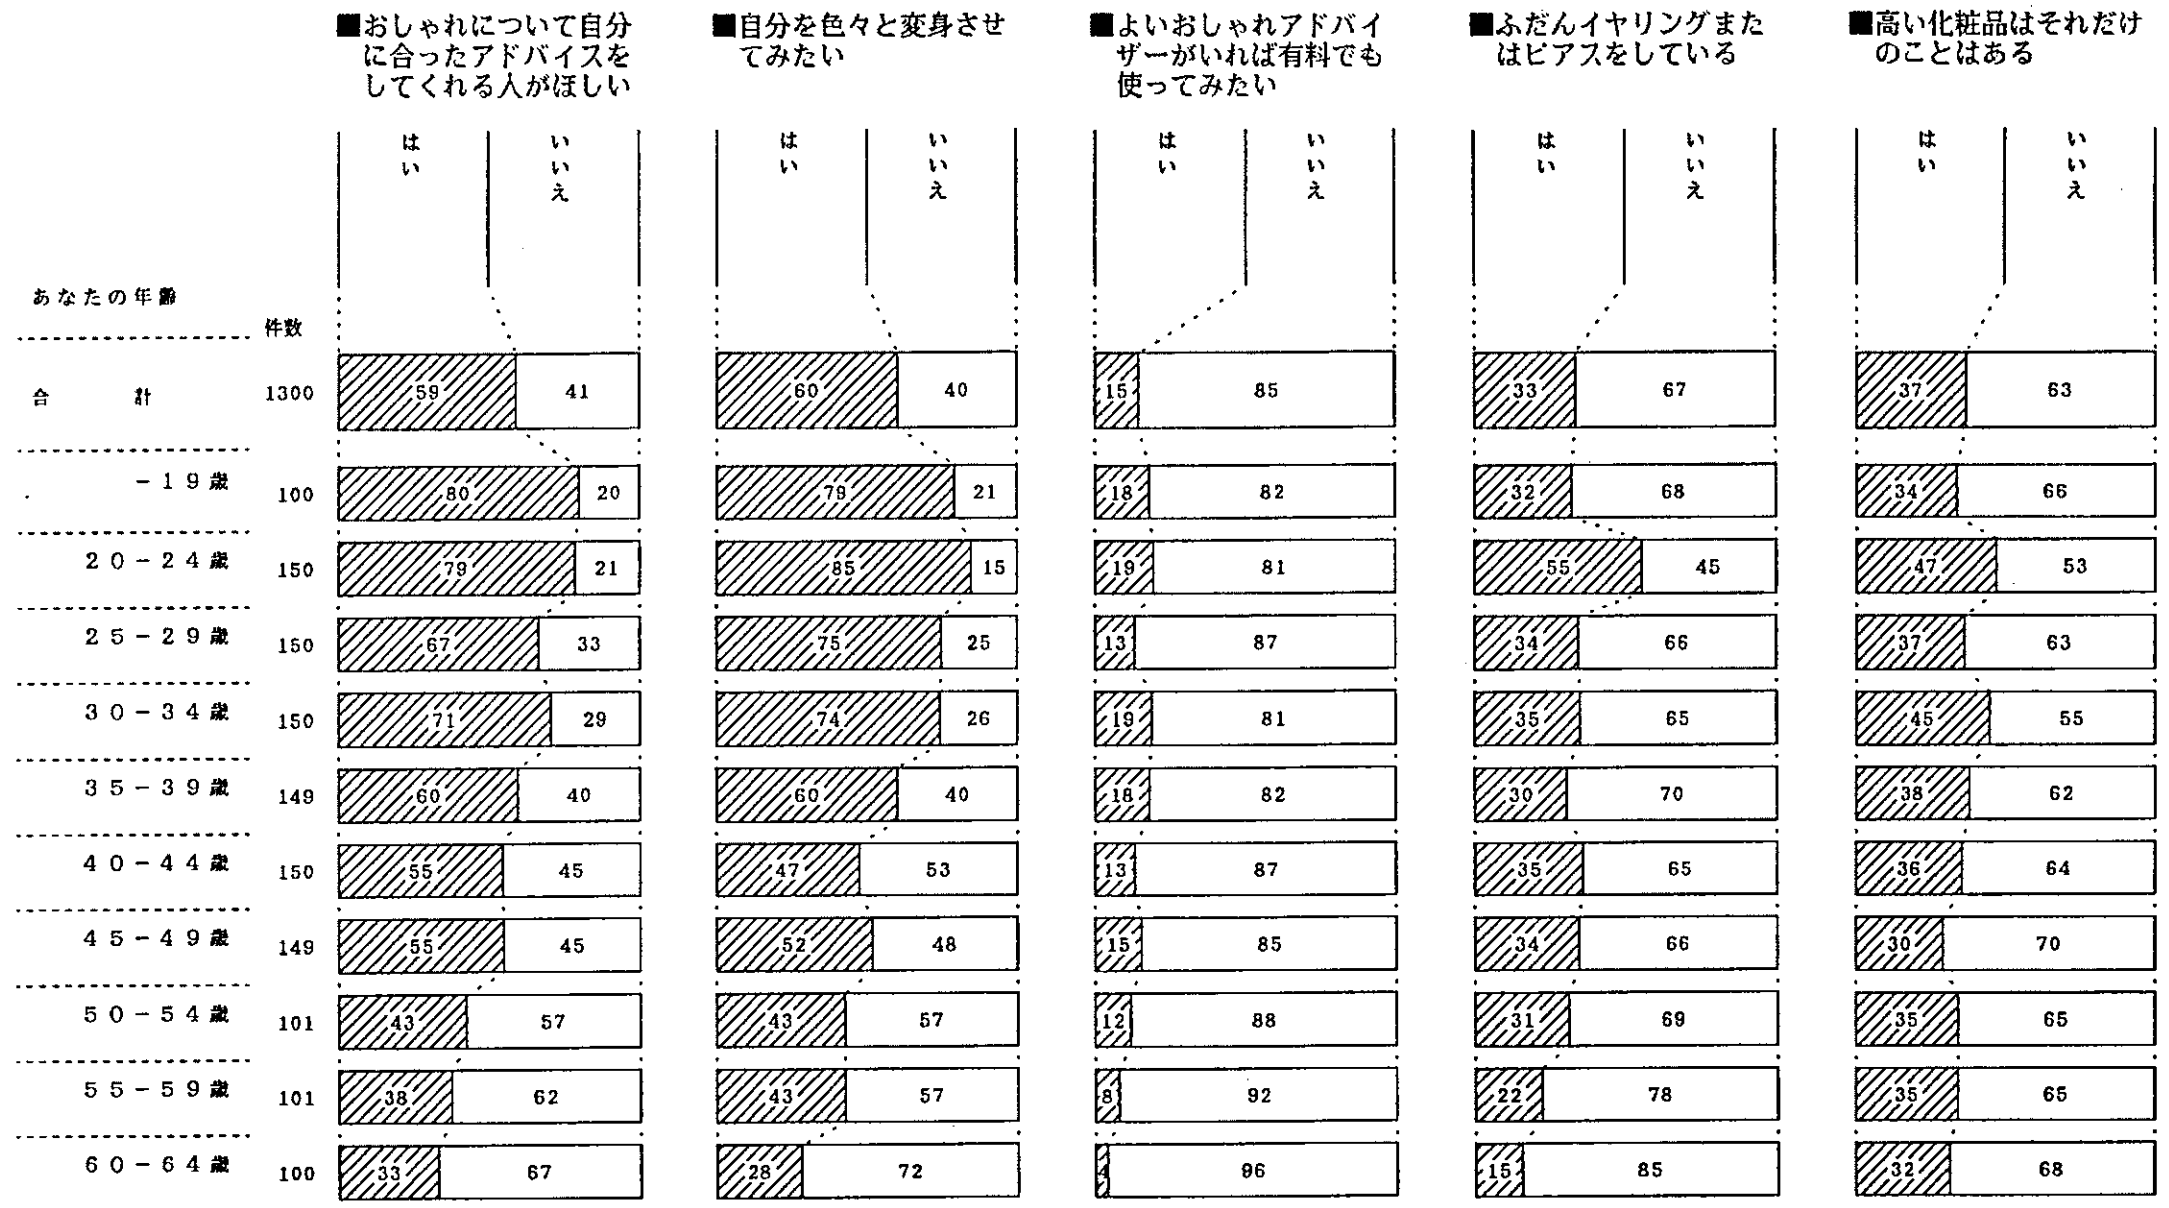 ■おしゃれについて自分
に合ったアドバイスを
してくれる人がほしい
■自分を色々と変身させ
てみたい
■よいおしゃれアドバイ
ザーがいれば有料でも
使ってみたい
■ふだんイヤリングまた
はピアスをしている
■高い化粧品はそれだけ
のことはある
はい いいえ はい いいえ はい いいえ はい いいえ はい いいえ
あなたの年齢
件数
合計 1300 59 41 60 40 15 85 33 67 37 63
-19歳 100 80 20 79 21 18 82 32 68 34 66
20-24歳 150 79 21 85 15 19 81 55 45 47 53
25-29歳 150 67 33 75 25 13 87 34 66 37 63
30-34歳 150 71 29 74 26 19 81 35 65 45 55
35-39歳 149 60 40 60 40 18 82 30 70 38 62
40-44歳 150 55 45 47 53 13 87 35 65 36 64
45-49歳 149 55 45 52 48 15 85 34 66 30 70
50-54歳 101 43 57 43 57 12 88 31 69 35 65
55-59歳 101 38 62 43 57 8 92 22 78 35 65
60-64歳 100 33 67 28 72 4 96 15 85 32 68